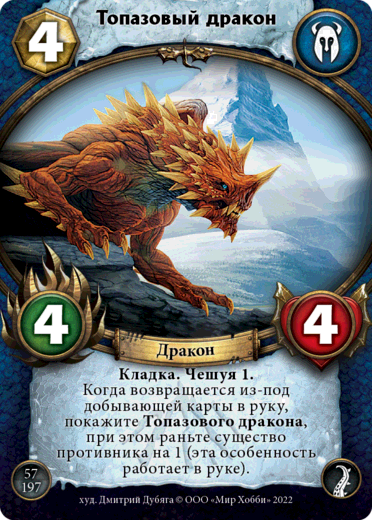 Топазовый дракон
4
4
4
Дракон
Кладка. Чешуя 1.
Когда возвращается из-под
добывающей карты в руку,
покажите Топазового дракона,
при этом раньте существо
противника на 1 (эта особенность
работает в руке).
57
197
худ. Дмитрий Дубяга © ООО «Мир Хобби» 2022